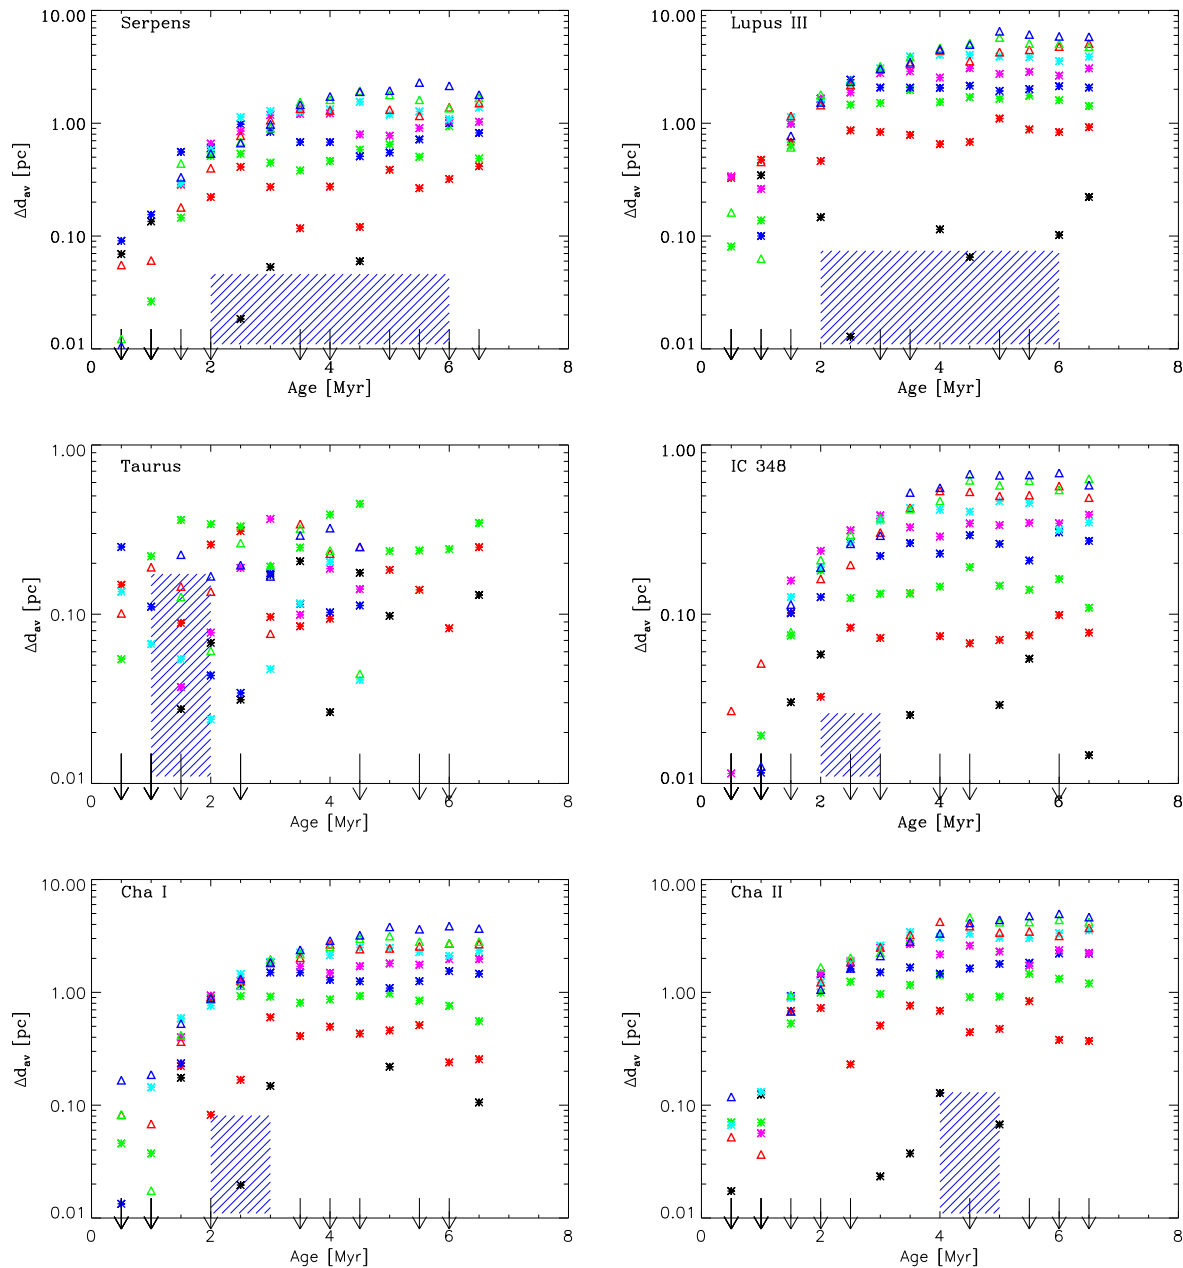 Serpens
10.00
1.00
0.10
0.01
Δd_av [pc]
0 2 4 6 8
Age [Myr]
Lupus III
10.00
1.00
0.10
0.01
Δd_av [pc]
0 2 4 6 8
Age [Myr]
Taurus
1.00
0.10
0.01
Δd_av [pc]
0 2 4 6 8
Age [Myr]
IC 348
1.00
0.10
0.01
Δd_av [pc]
0 2 4 6 8
Age [Myr]
Cha I
10.00
1.00
0.10
0.01
Δd_av [pc]
0 2 4 6 8
Age [Myr]
Cha II
10.00
1.00
0.10
0.01
Δd_av [pc]
0 2 4 6 8
Age [Myr]